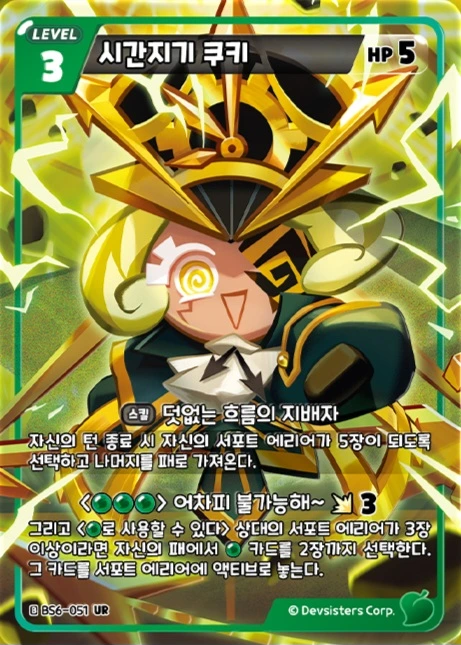 LEVEL
3
시간지기 쿠키
HP 5
스킬 덧없는 흐름의 지배자
자신의 턴 종료 시 자신의 서포트 에리어가 5장이 되도록
선택하고 나머지를 패로 가져온다.
< > 어차피 불가능해~ 3
그리고 < 로 사용할 수 있다> 상대의 서포트 에리어가 3장
이상이라면 자신의 패에서 카드를 2장까지 선택한다.
그 카드를 서포트 에리어에 액티브로 놓는다.
B BS6-051 UR
© Devsisters Corp.